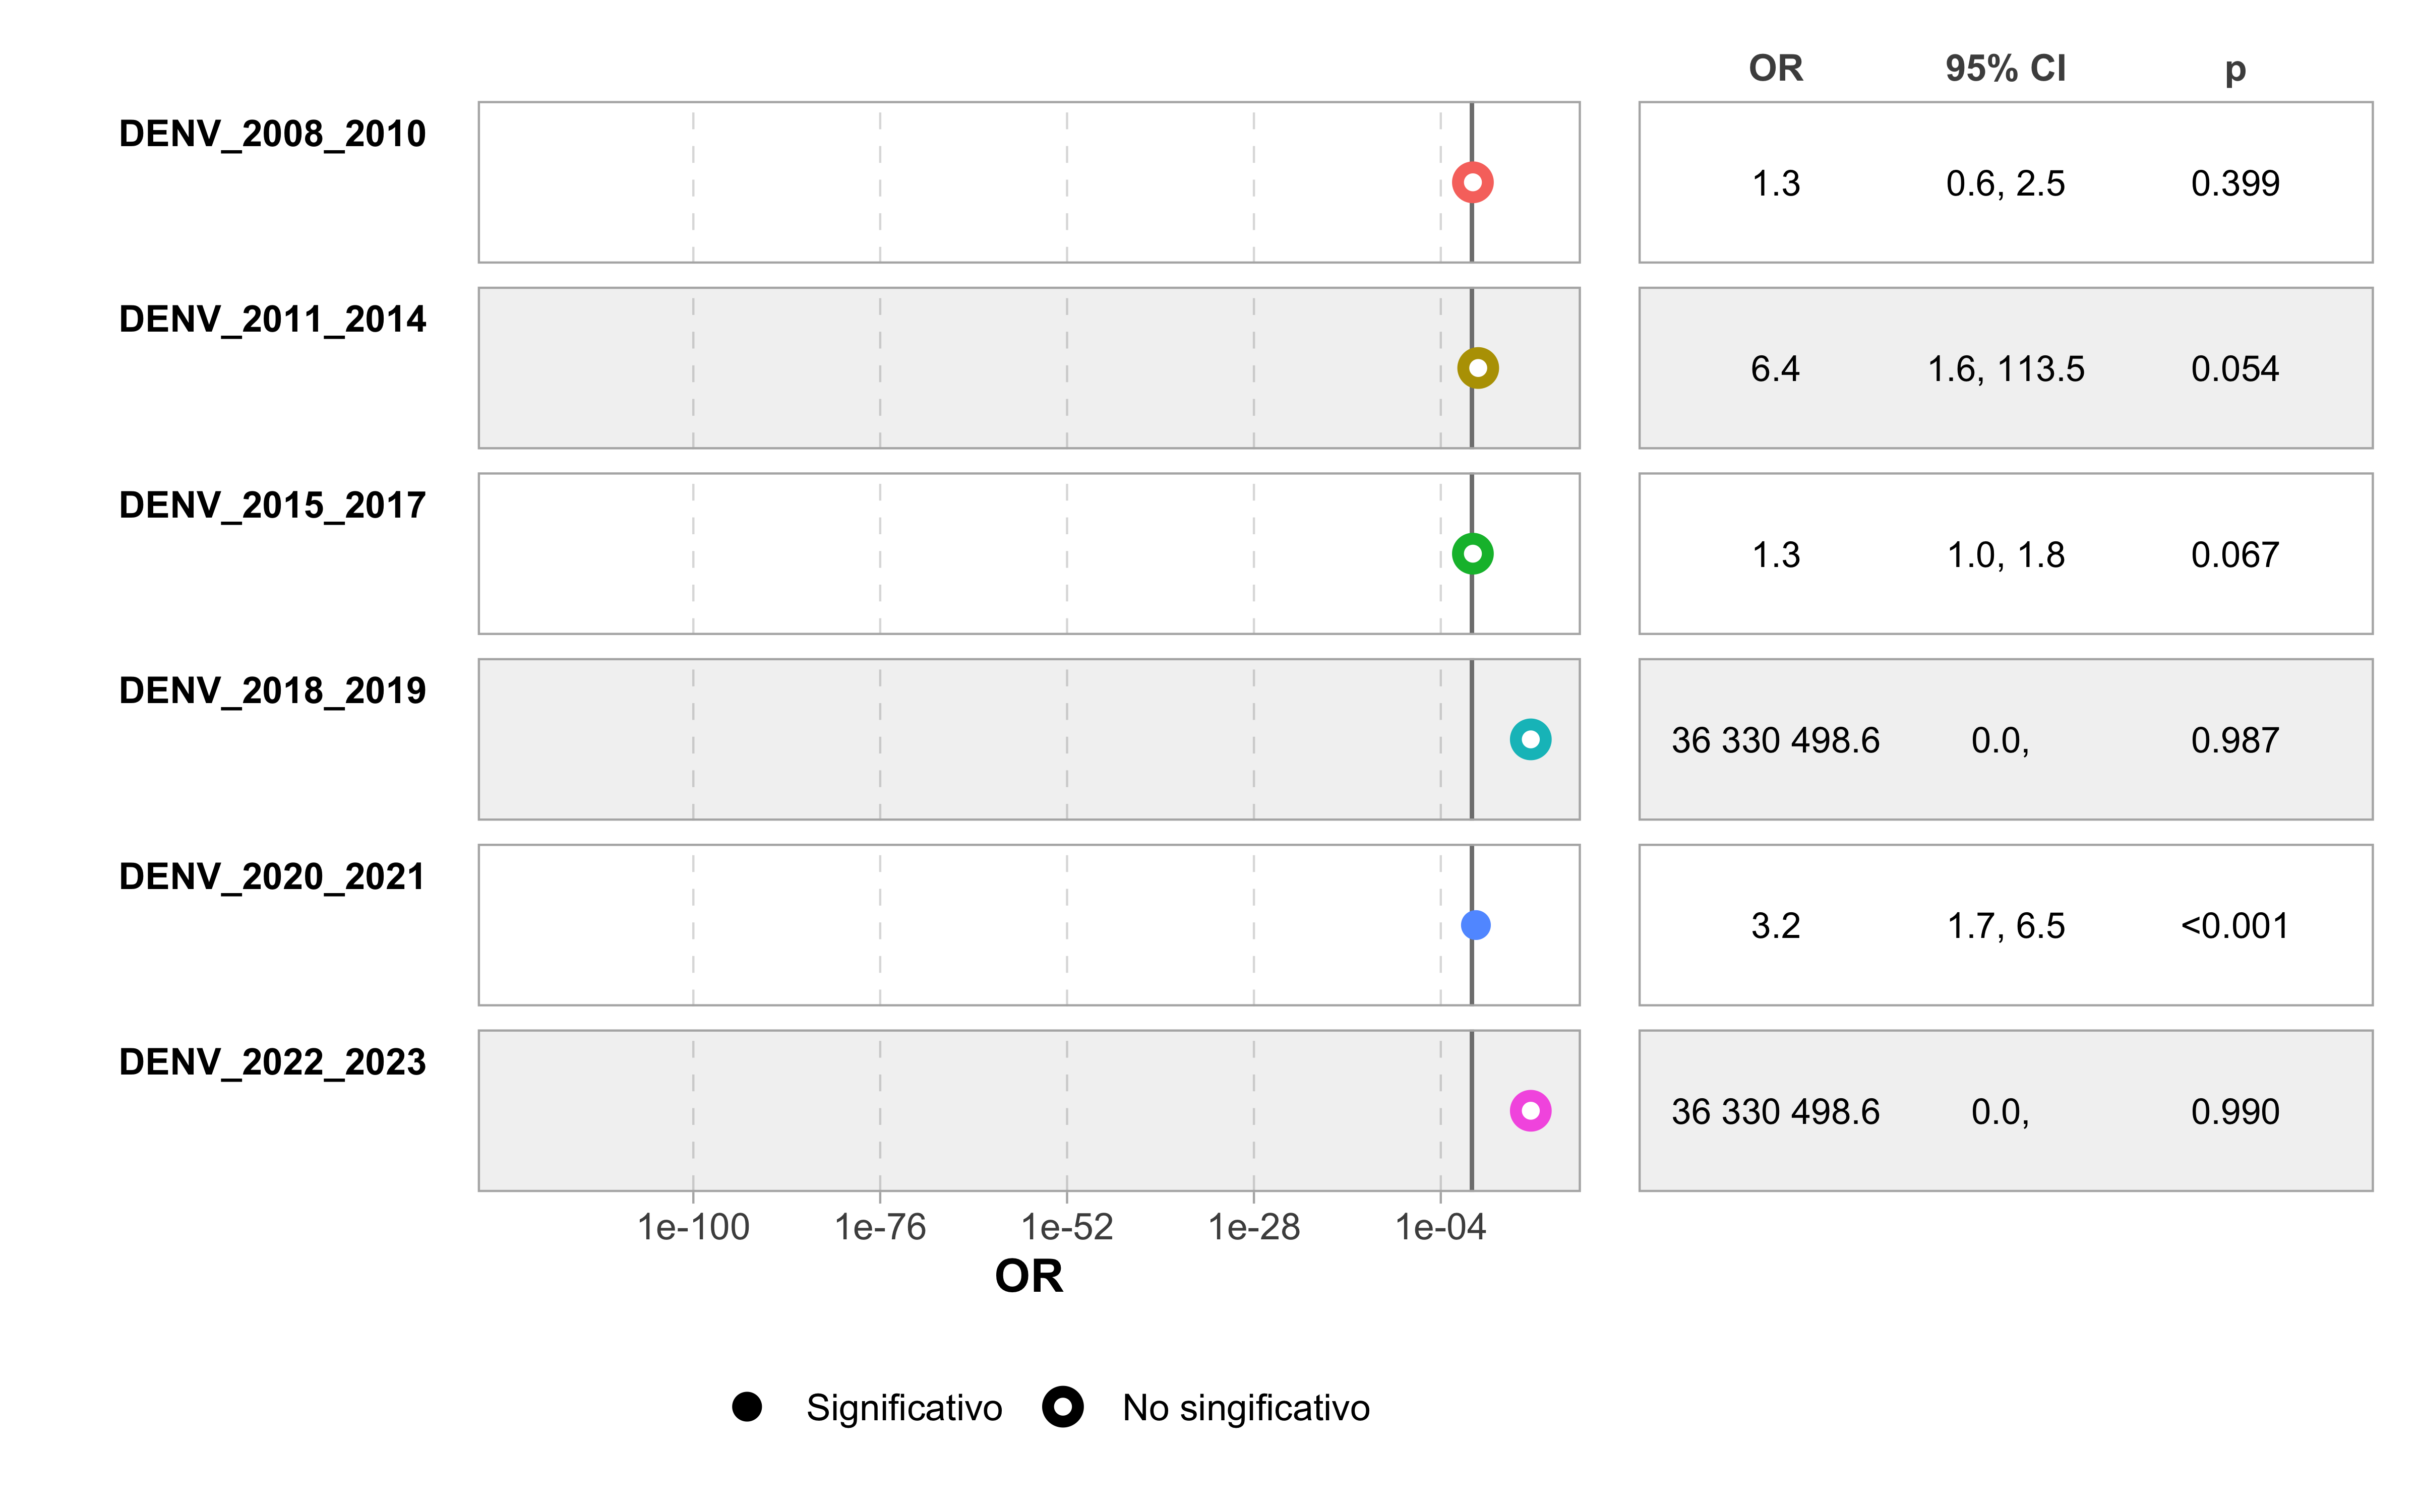 OR 95% CI p
DENV_2008_2010 1.3 0.6, 2.5 0.399
DENV_2011_2014 6.4 1.6, 113.5 0.054
DENV_2015_2017 1.3 1.0, 1.8 0.067
DENV_2018_2019 36 330 498.6 0.0, 0.987
DENV_2020_2021 3.2 1.7, 6.5 <0.001
DENV_2022_2023 36 330 498.6 0.0, 0.990
1e-100 1e-76 1e-52 1e-28 1e-04
OR
Significativo No singificativo